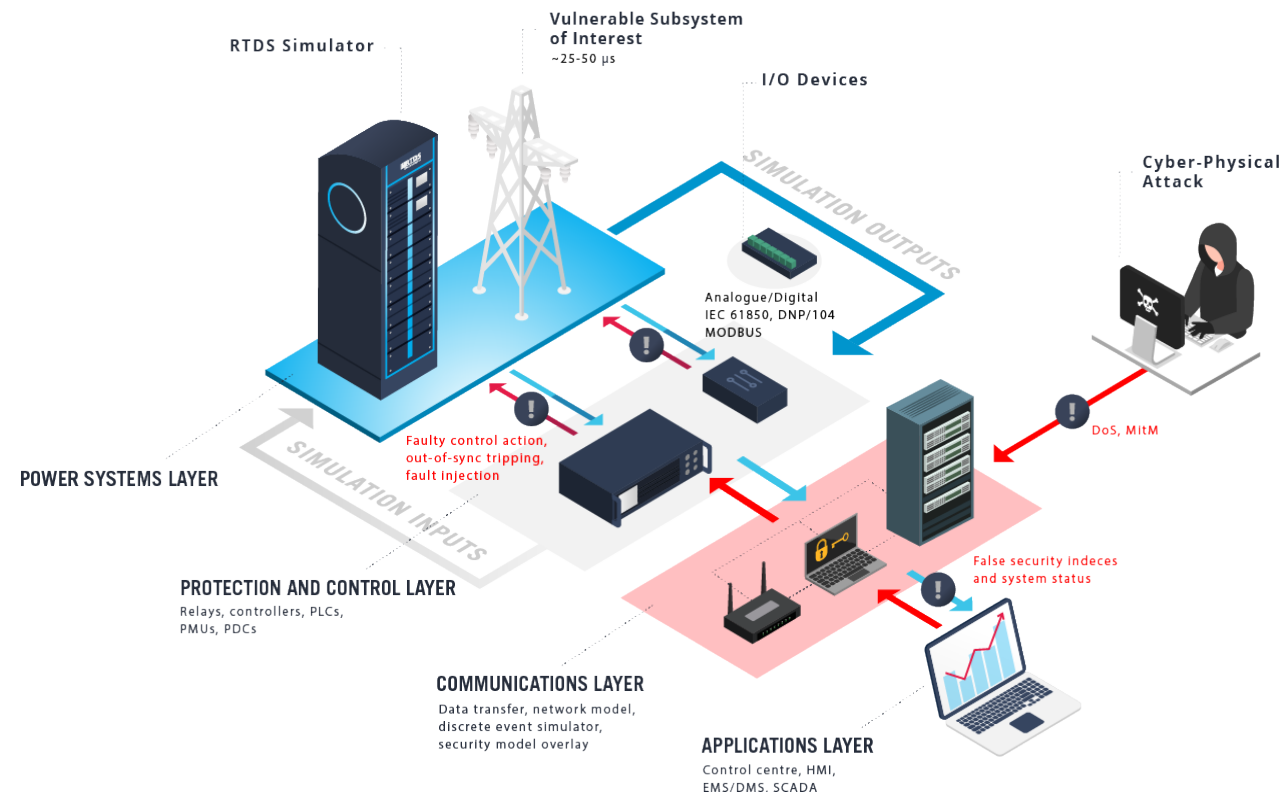 RTDS Simulator
Vulnerable Subsystem
of Interest
~25-50 µs
I/O Devices
Cyber-Physical
Attack
RTDS
SIMULATION OUTPUTS
Analogue/Digital
IEC 61850, DNP/104
MODBUS
DoS, MitM
Faulty control action,
out-of-sync tripping,
fault injection
POWER SYSTEMS LAYER
SIMULATION INPUTS
False security indeces
and system status
PROTECTION AND CONTROL LAYER
Relays, controllers, PLCs,
PMUs, PDCs
COMMUNICATIONS LAYER
Data transfer, network model,
discrete event simulator,
security model overlay
APPLICATIONS LAYER
Control centre, HMI,
EMS/DMS, SCADA